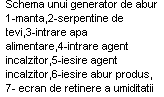 Schema unui generator de abur
1-manta,2-serpentine de
tevi,3-intrare apa
alimentare,4-intrare agent
incalzitor,5-iesire agent
incalzitor,6-iesire abur produs,
7- ecran de retinere a umiditatii